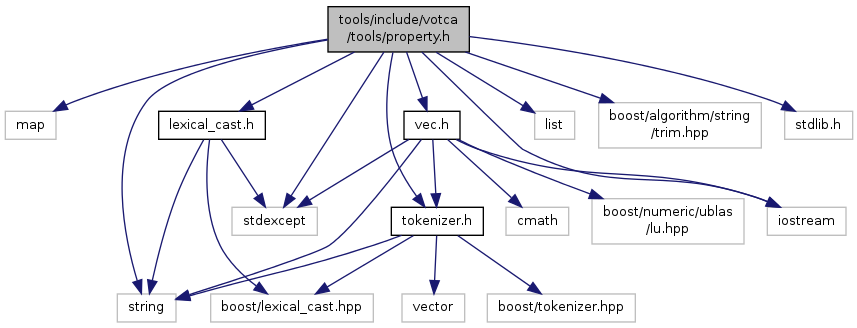 tools/include/votca
/tools/property.h
map
lexical_cast.h
vec.h
list
boost/algorithm/string
/trim.hpp
stdlib.h
stdexcept
tokenizer.h
cmath
boost/numeric/ublas
/lu.hpp
iostream
string
boost/lexical_cast.hpp
vector
boost/tokenizer.hpp